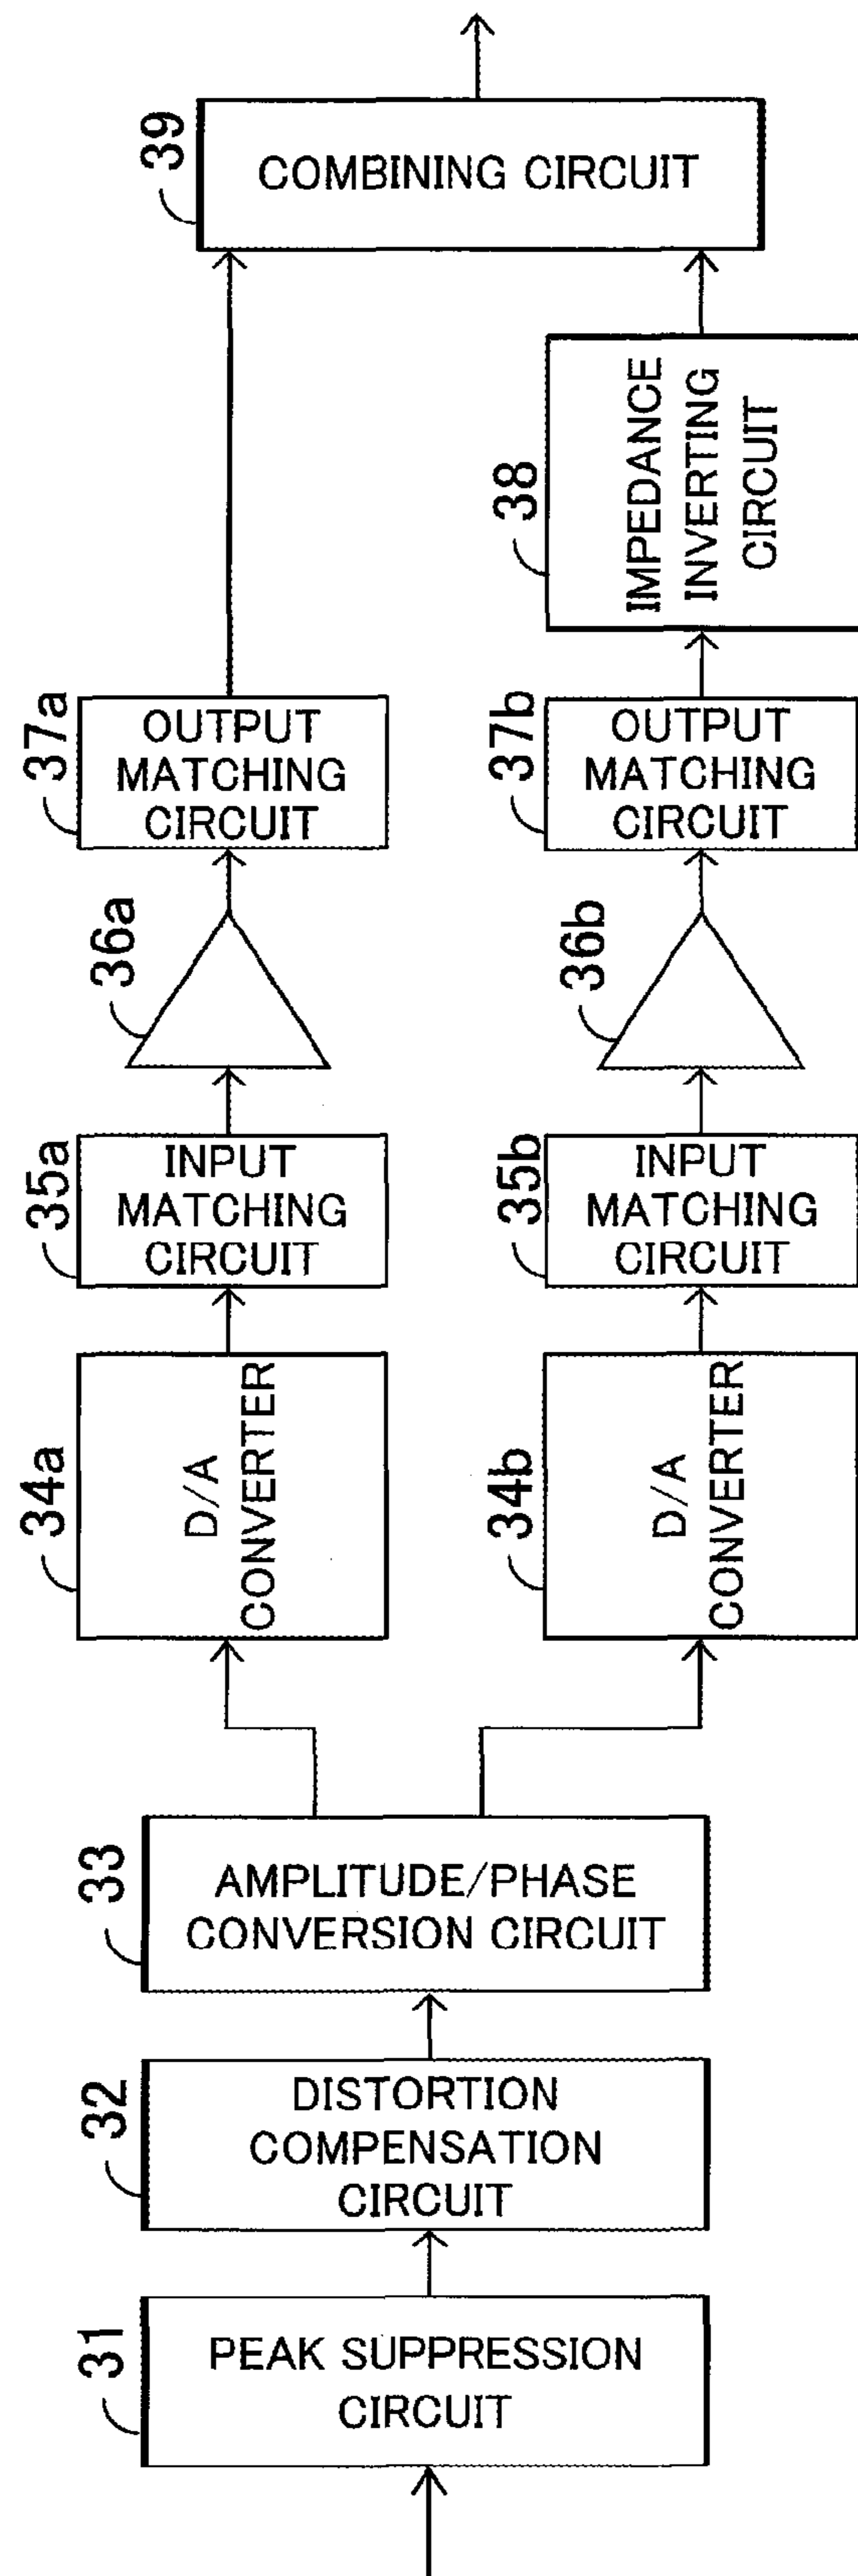 39
COMBINING CIRCUIT
38
IMPEDANCE
INVERTING
CIRCUIT
37a
OUTPUT
MATCHING
CIRCUIT
37b
OUTPUT
MATCHING
CIRCUIT
36a
36b
35a
INPUT
MATCHING
CIRCUIT
35b
INPUT
MATCHING
CIRCUIT
34a
D/A
CONVERTER
34b
D/A
CONVERTER
33
AMPLITUDE/PHASE
CONVERSION CIRCUIT
32
DISTORTION
COMPENSATION
CIRCUIT
31
PEAK SUPPRESSION
CIRCUIT